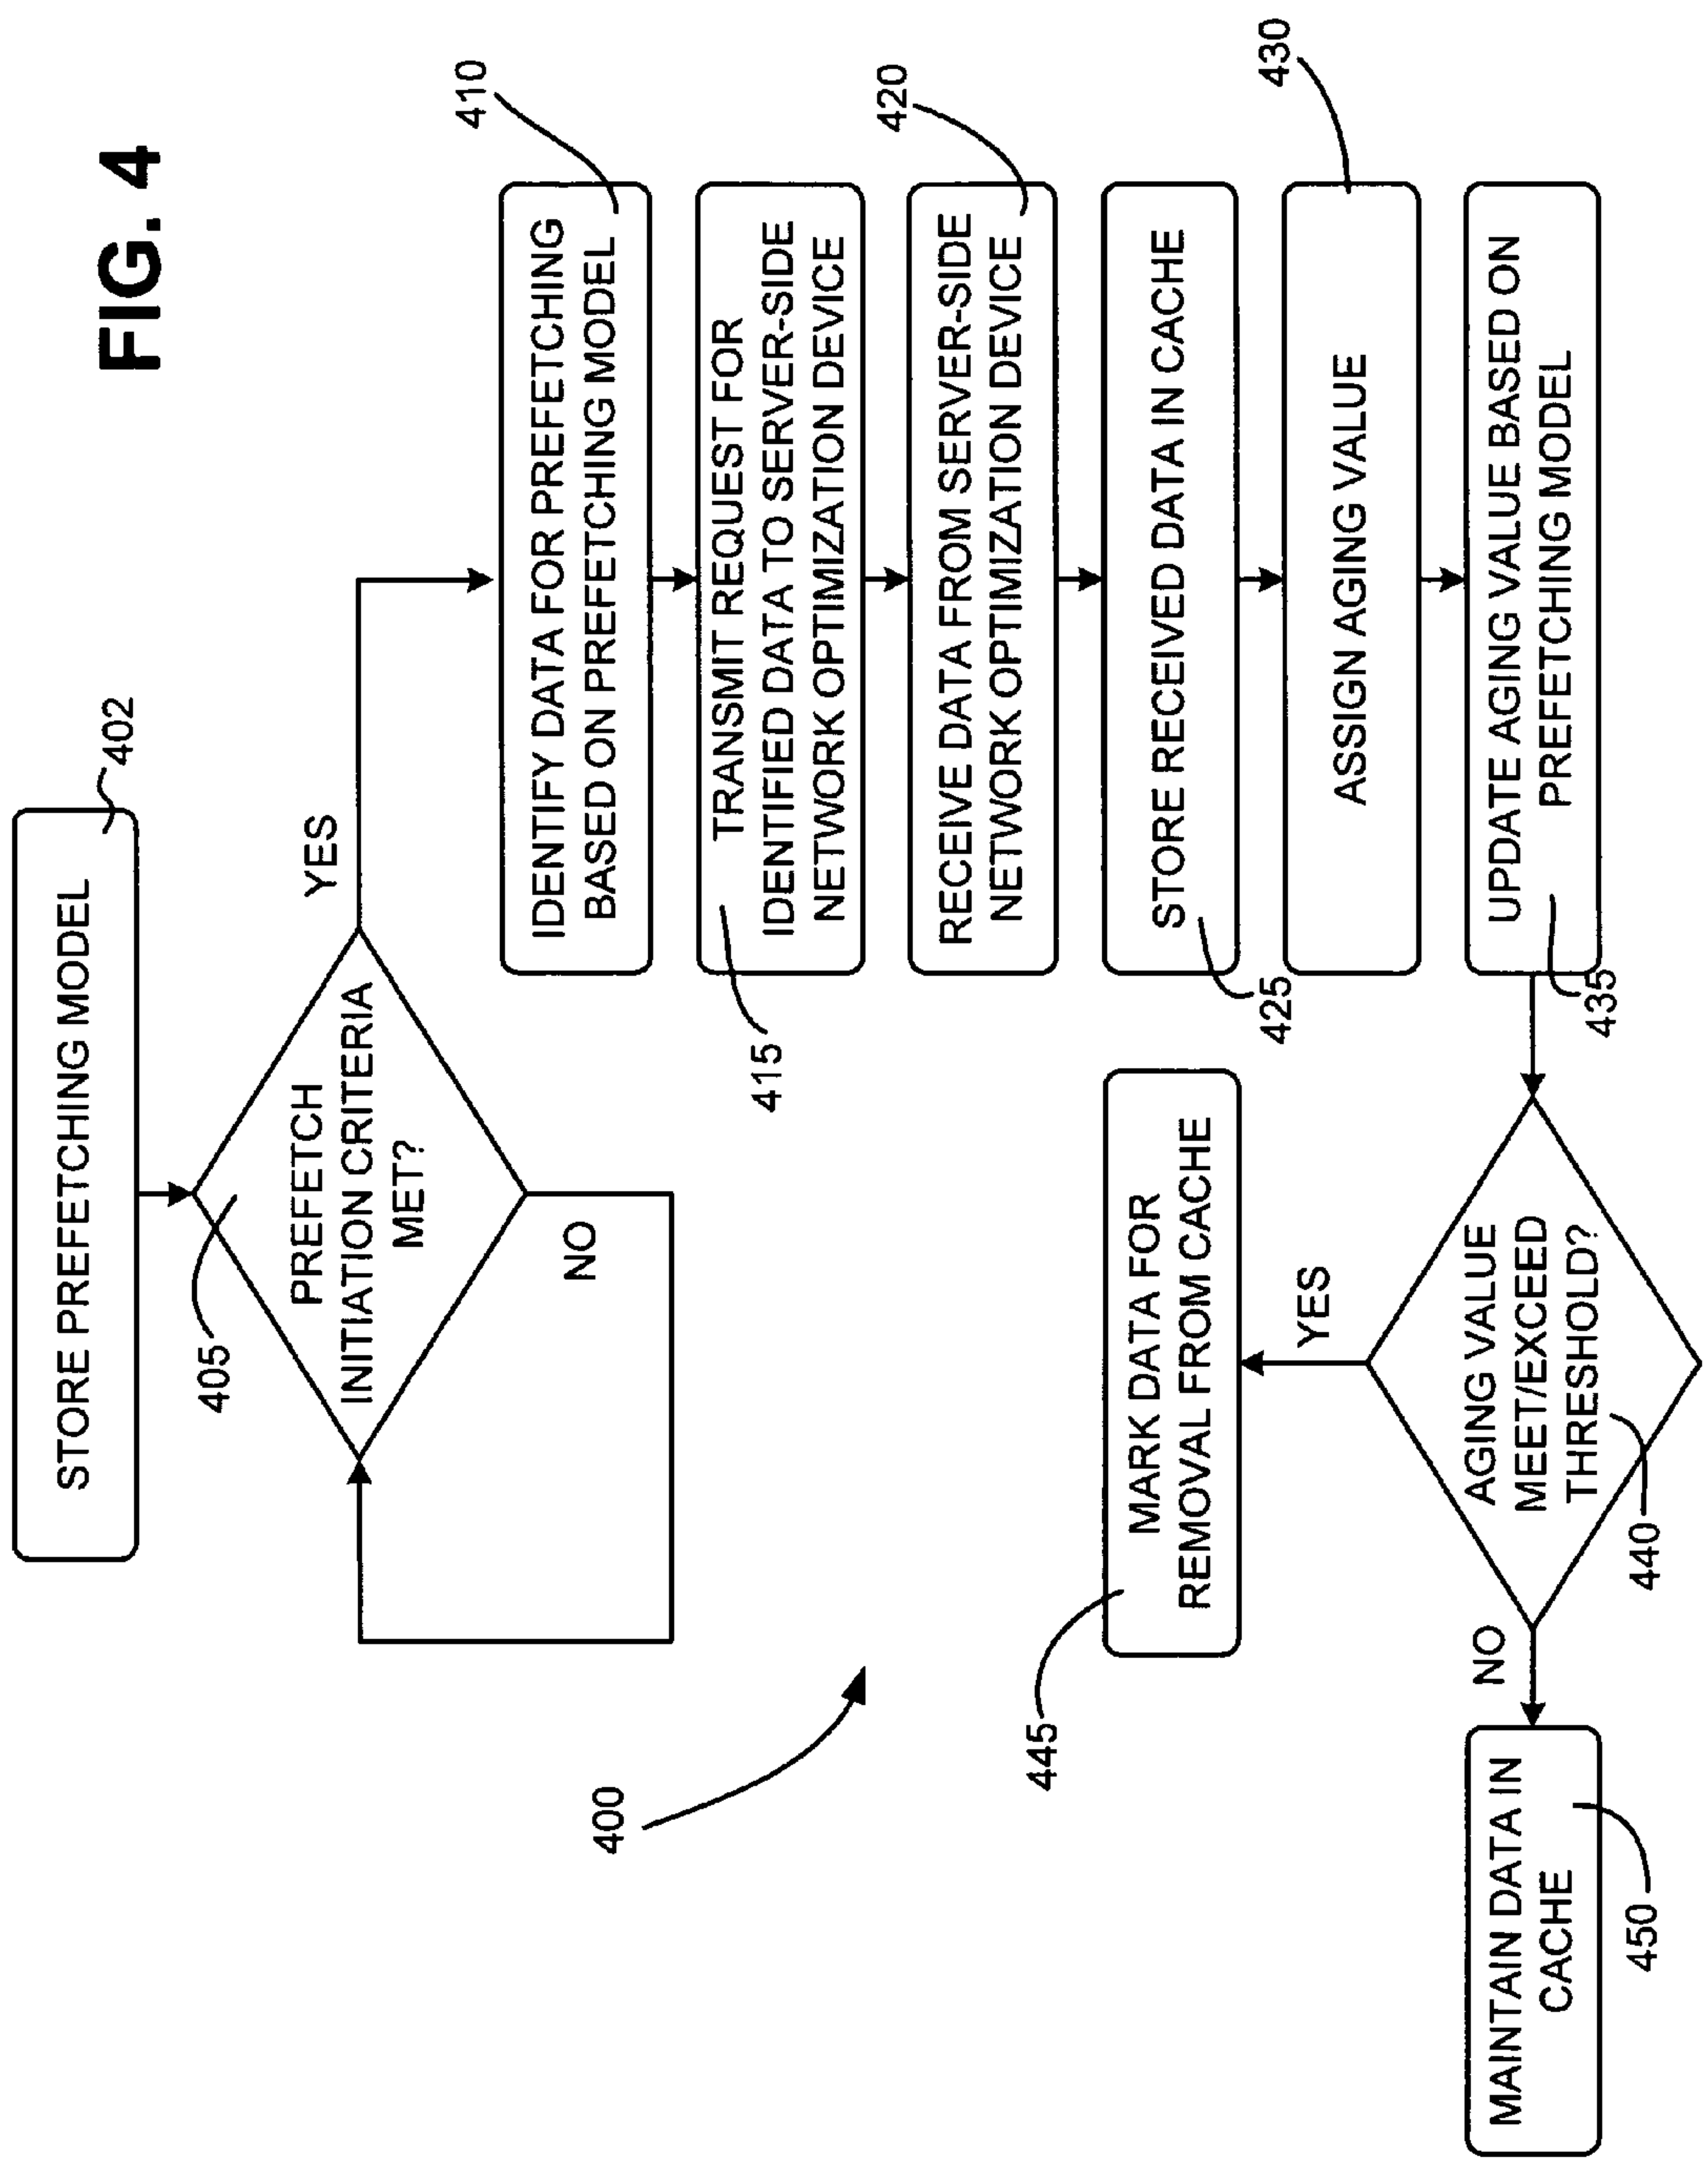 FIG. 4
STORE PREFETCHING MODEL
402
PREFETCH
INITIATION CRITERIA
MET?
405
YES
NO
IDENTIFY DATA FOR PREFETCHING
BASED ON PREFETCHING MODEL
410
TRANSMIT REQUEST FOR
IDENTIFIED DATA TO SERVER-SIDE
NETWORK OPTIMIZATION DEVICE
415
RECEIVE DATA FROM SERVER-SIDE
NETWORK OPTIMIZATION DEVICE
420
STORE RECEIVED DATA IN CACHE
425
ASSIGN AGING VALUE
430
UPDATE AGING VALUE BASED ON
PREFETCHING MODEL
435
AGING VALUE
MEET/EXCEED
THRESHOLD?
440
YES
MARK DATA FOR
REMOVAL FROM CACHE
445
NO
MAINTAIN DATA IN
CACHE
450
400